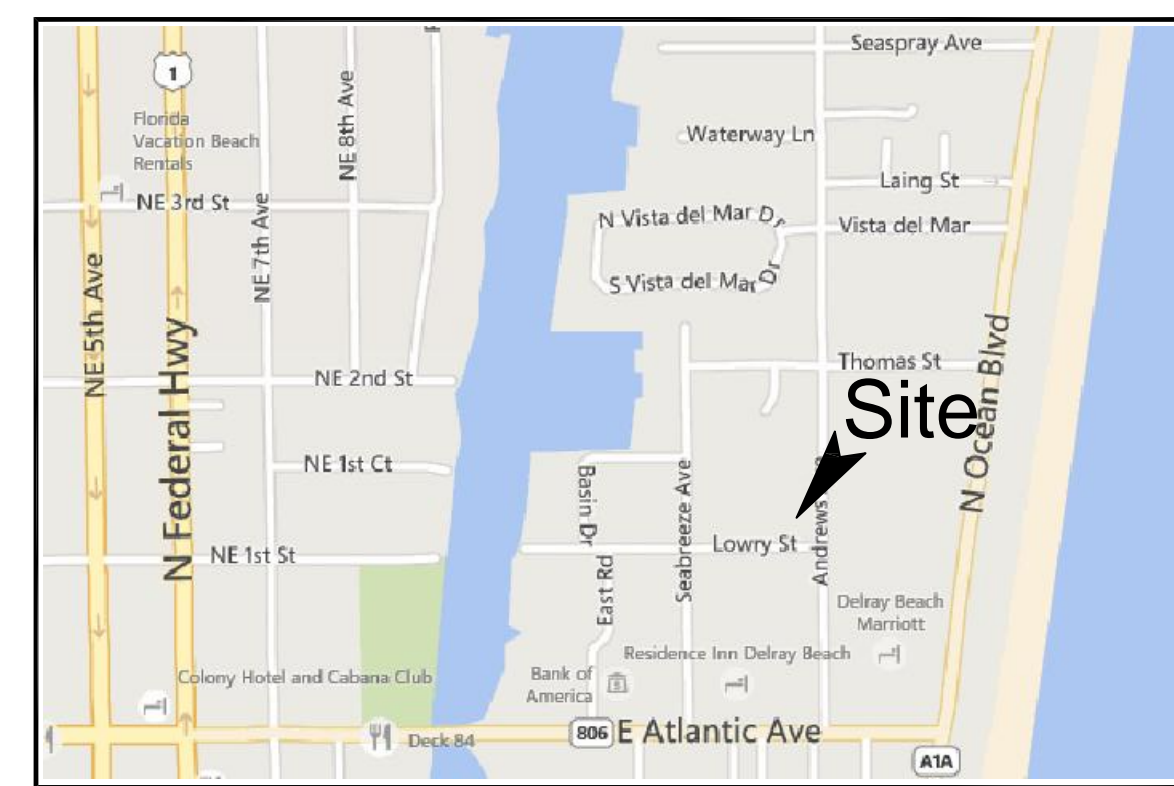 Seaspray Ave
1
NE 8th Ave
Florida
Vacation Beach
Rentals
Waterway Ln
Laing St
NE 3rd St
NE 7th Ave
N Vista del Mar Dr
Vista del Mar
S Vista del Mar Dr
NE 5th Ave
N Federal Hwy
N Ocean Blvd
Thomas St
NE 2nd St
Site
NE 1st Ct
Basin Dr
Seabreeze Ave
Andrews
Lowry St
NE 1st St
East Rd
Delray Beach
Marriott
Residence Inn Delray Beach
Colony Hotel and Cabana Club
Bank of
America
806
E Atlantic Ave
Deck 84
A1A